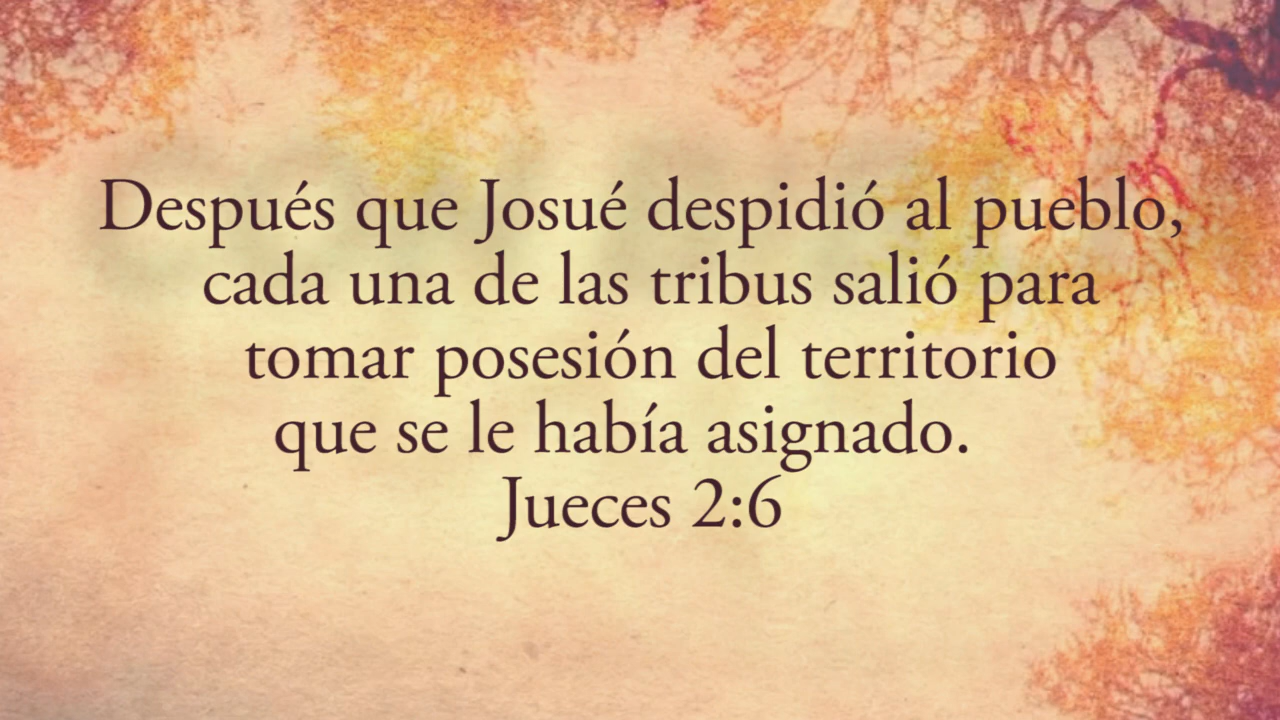 Después que Josué despidió al pueblo,
cada una de las tribus salió para
tomar posesión del territorio
que se le había asignado.
Jueces 2:6